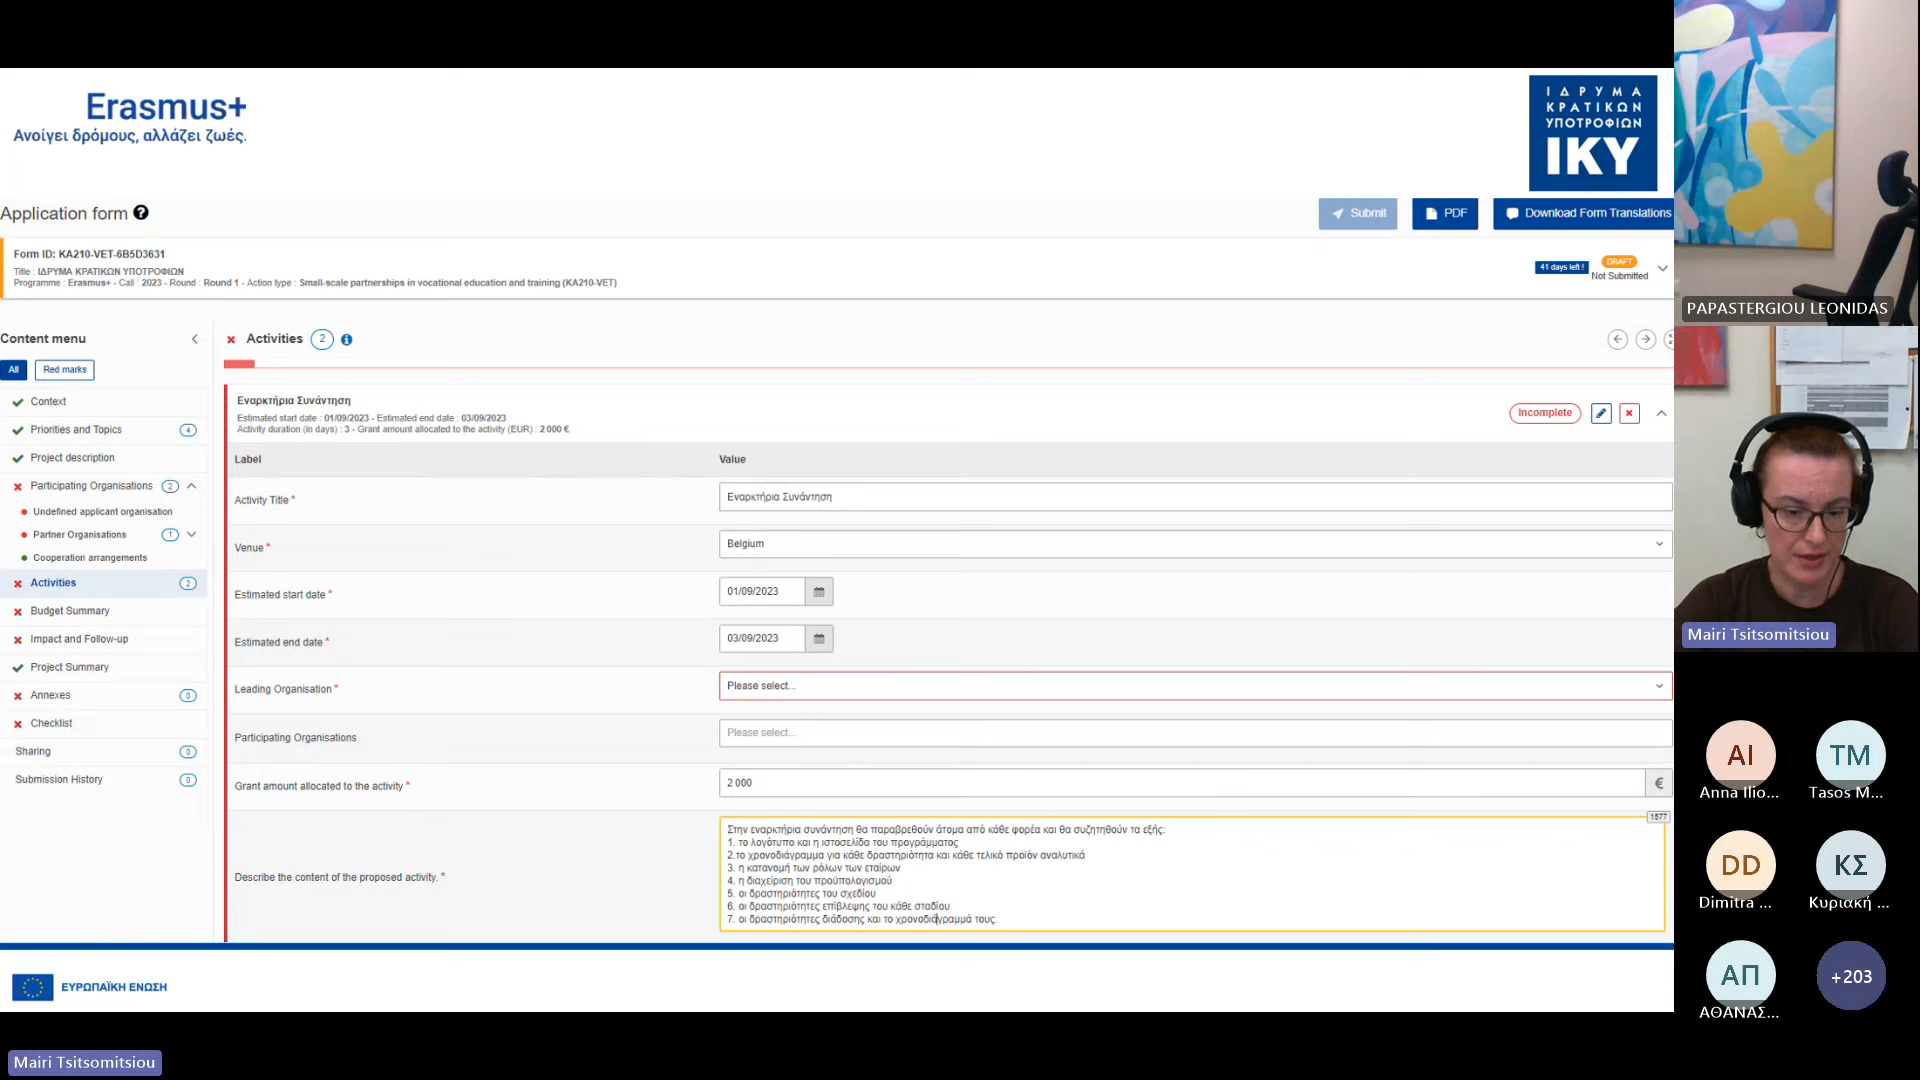 Erasmus+
Ανοίγει δρόμους, αλλάζει ζωές.
ΙΔΡΥΜΑ
ΚΡΑΤΙΚΩΝ
ΥΠΟΤΡΟΦΙΩΝ
ΙΚΥ
Application form
Submit
PDF
Download Form Translations
Form ID: KA210-VET-6B5D3631
Title : ΙΔΡΥΜΑ ΚΡΑΤΙΚΩΝ ΥΠΟΤΡΟΦΙΩΝ
Programme : Erasmus+ - Call : 2023 - Round : Round 1 - Action type : Small-scale partnerships in vocational education and training (KA210-VET)
41 days left !
DRAFT
Not Submitted
Content menu
All
Red marks
Context
Priorities and Topics 4
Project description
Participating Organisations 2
Undefined applicant organisation
Partner Organisations 1
Cooperation arrangements
Activities 2
Budget Summary
Impact and Follow-up
Project Summary
Annexes 0
Checklist
Sharing 0
Submission History 0
Activities 2
Εναρκτήρια Συνάντηση
Estimated start date : 01/09/2023 - Estimated end date : 03/09/2023
Activity duration (in days) : 3 - Grant amount allocated to the activity (EUR) : 2 000 €
Incomplete
Label Value
Activity Title * Εναρκτήρια Συνάντηση
Venue * Belgium
Estimated start date * 01/09/2023
Estimated end date * 03/09/2023
Leading Organisation * Please select...
Participating Organisations Please select...
Grant amount allocated to the activity * 2 000 €
1577
Describe the content of the proposed activity. *
Στην εναρκτήρια συνάντηση θα παραβρεθούν άτομα από κάθε φορέα και θα συζητηθούν τα εξής:
1. το λογότυπο και η ιστοσελίδα του προγράμματος
2.το χρονοδιάγραμμα για κάθε δραστηριότητα και κάθε τελικό προϊόν αναλυτικά
3. η κατανομή των ρόλων των εταίρων
4. η διαχείριση του προϋπολογισμού
5. οι δραστηριότητες του σχεδίου
6. οι δραστηριότητες επίβλεψης του κάθε σταδίου
7. οι δραστηριότητες διάδοσης και το χρονοδιάγραμμά τους.
ΕΥΡΩΠΑΪΚΗ ΕΝΩΣΗ
Mairi Tsitsomitsiou
PAPASTERGIOU LEONIDAS
Mairi Tsitsomitsiou
AI
TM
Anna Ilio...
Tasos M...
DD
ΚΣ
Dimitra ...
Κυριακή ...
ΑΠ
+203
ΑΘΑΝΑΣ...